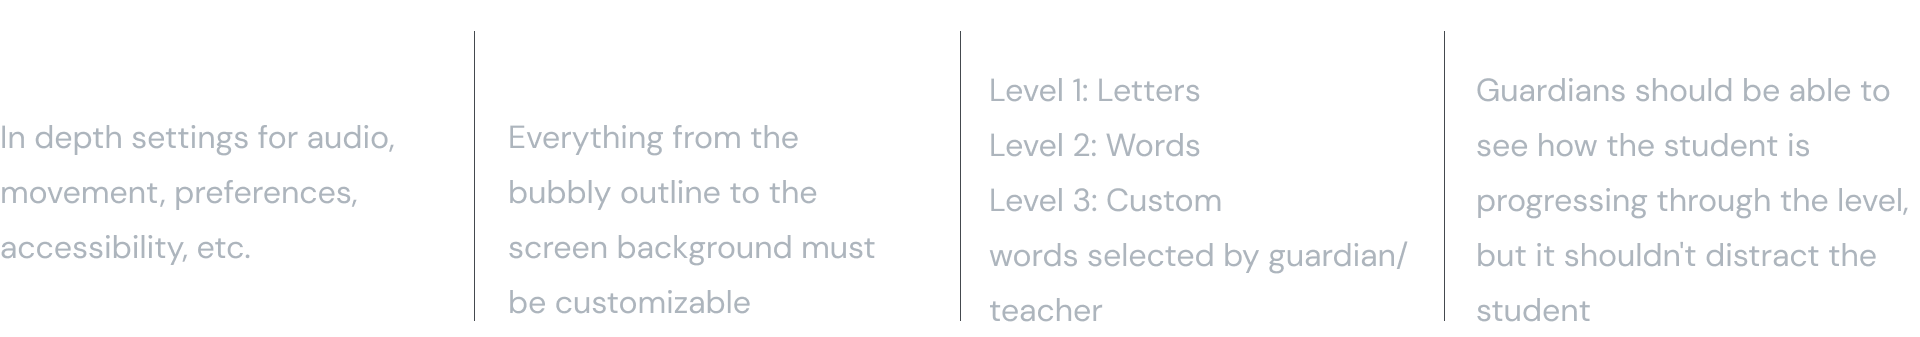 In depth settings for audio,
movement, preferences,
accessibility, etc.
Everything from the
bubbly outline to the
screen background must
be customizable
Level 1: Letters
Level 2: Words
Level 3: Custom
words selected by guardian/
teacher
Guardians should be able to
see how the student is
progressing through the level,
but it shouldn't distract the
student